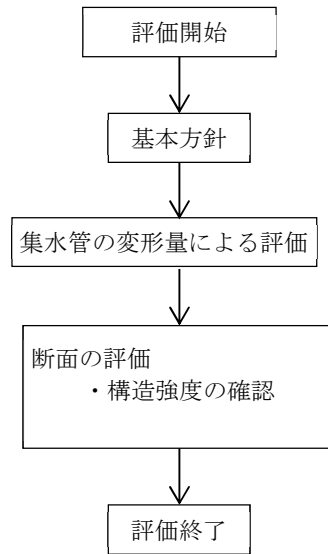 評価開始
基本方針
集水管の変形量による評価
断面の評価
・構造強度の確認
評価終了